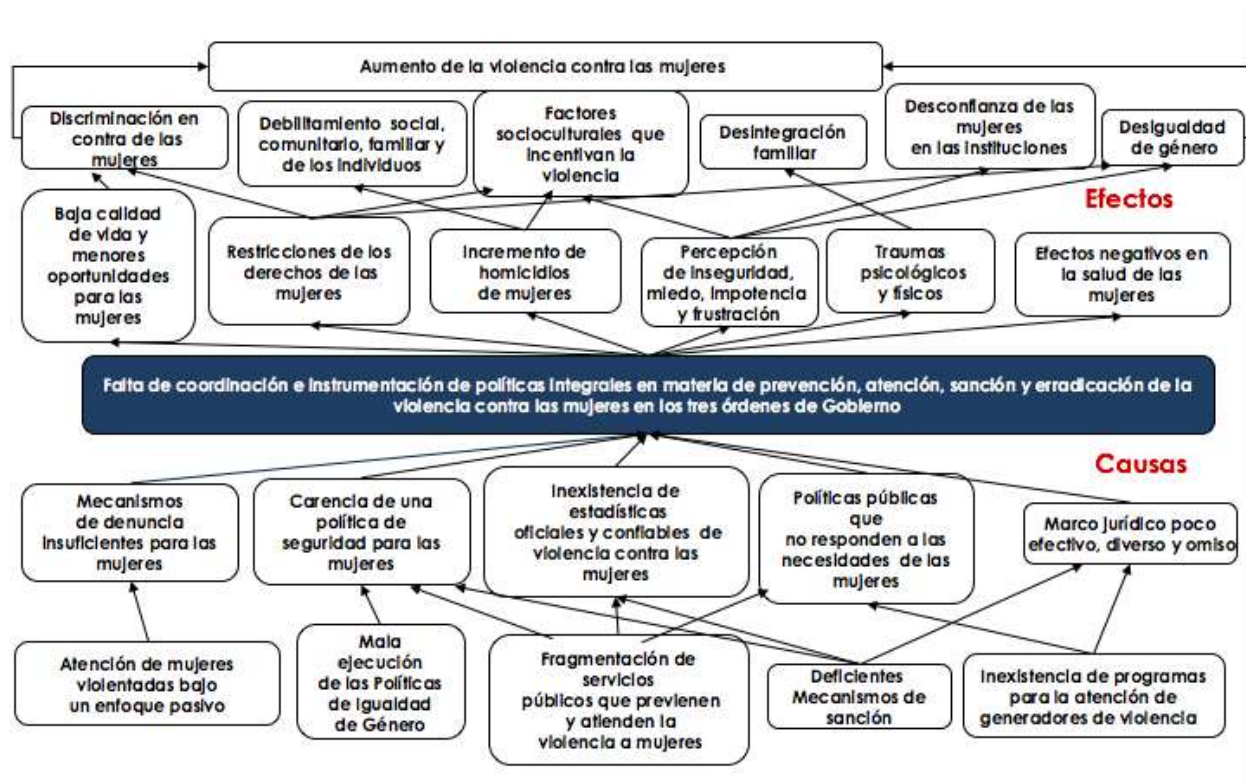 Aumento de la violencia contra las mujeres
Discriminación en
contra de las
mujeres
Debilitamiento social,
comunitario, familiar y
de los individuos
Factores
socioculturales que
incentivan la
violencia
Desintegración
familiar
Desconfianza de las
mujeres
en las instituciones
Desigualdad
de género
Efectos
Baja calidad
de vida y
menores
oportunidades
para las
mujeres
Restricciones de los
derechos de las
mujeres
Incremento de
homicidios
de mujeres
Percepción
de inseguridad,
miedo, impotencia
y frustración
Traumas
psicológicos
y físicos
Efectos negativos en
la salud de las
mujeres
Falta de coordinación e instrumentación de políticas integrales en materia de prevención, atención, sanción y erradicación de la
violencia contra las mujeres en los tres órdenes de Gobierno
Causas
Mecanismos
de denuncia
insuficientes para las
mujeres
Carencia de una
política de
seguridad para las
mujeres
Inexistencia de
estadísticas
oficiales y confiables de
violencia contra las
mujeres
Políticas públicas
que
no responden a las
necesidades de las
mujeres
Marco jurídico poco
efectivo, diverso y omiso
Atención de mujeres
violentadas bajo
un enfoque pasivo
Mala
ejecución
de las Políticas
de Igualdad
de Género
Fragmentación de
servicios
públicos que previenen
y atienden la
violencia a mujeres
Deficientes
Mecanismos de
sanción
Inexistencia de programas
para la atención de
generadores de violencia